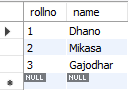 rollno name
1 Dhano
2 Mikasa
3 Gajodhar
NULL NULL